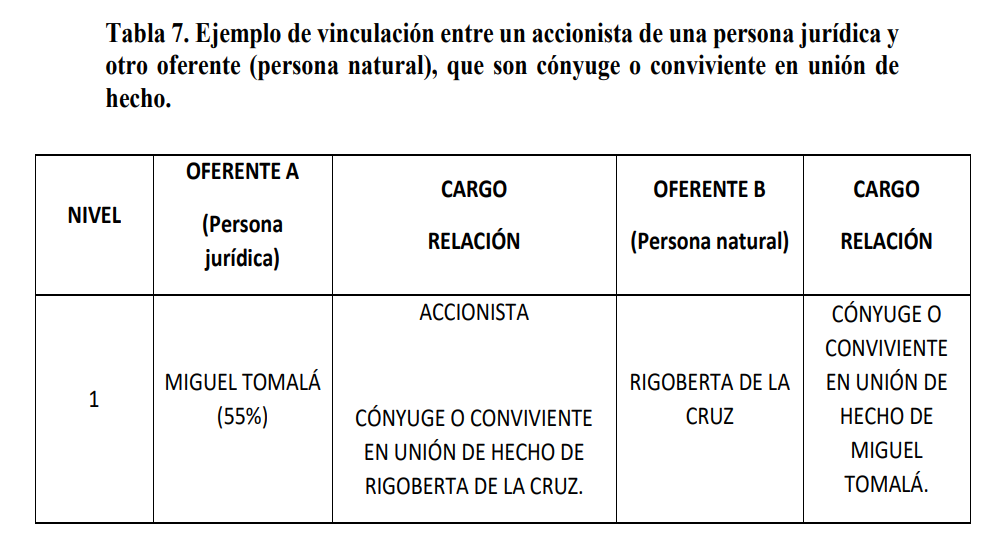 Tabla 7. Ejemplo de vinculación entre un accionista de una persona jurídica y
otro oferente (persona natural), que son cónyuge o conviviente en unión de
hecho.
NIVEL
OFERENTE A
(Persona
jurídica)
CARGO
RELACIÓN
OFERENTE B
(Persona natural)
CARGO
RELACIÓN
1
MIGUEL TOMALÁ
(55%)
ACCIONISTA
CÓNYUGE O CONVIVIENTE
EN UNIÓN DE HECHO DE
RIGOBERTA DE LA CRUZ.
RIGOBERTA DE LA
CRUZ
CÓNYUGE O
CONVIVIENTE
EN UNIÓN DE
HECHO DE
MIGUEL
TOMALÁ.